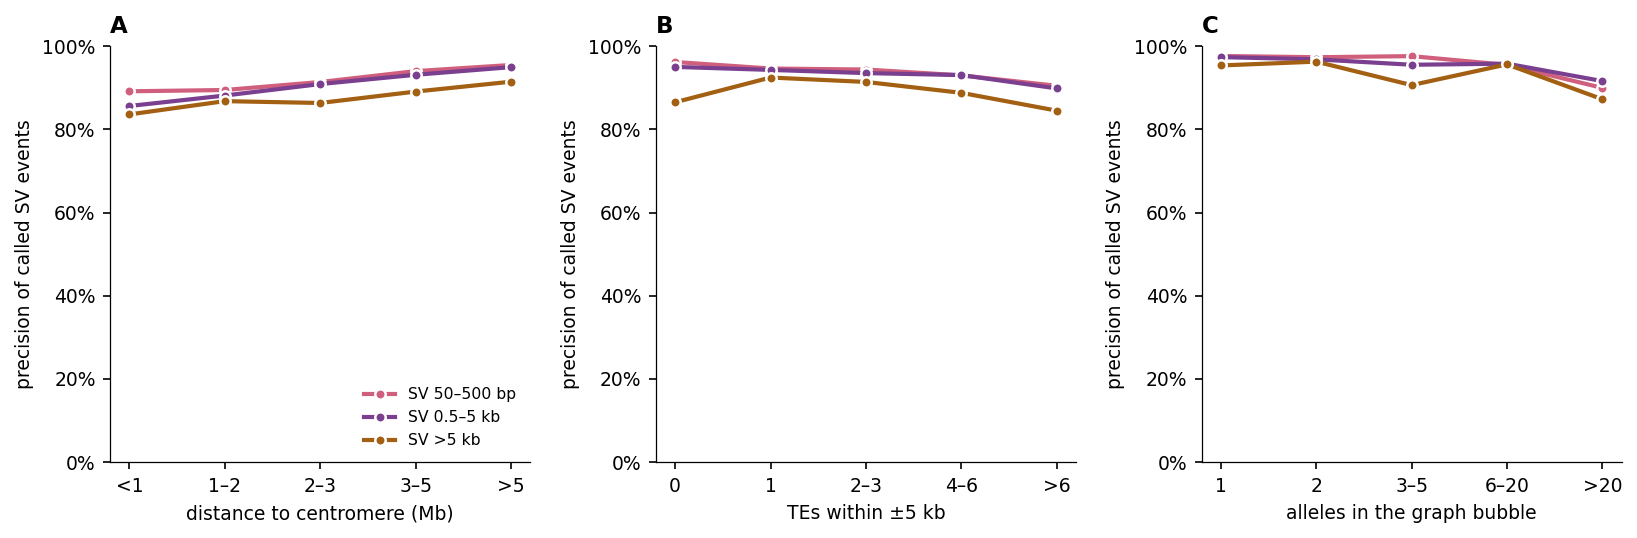 A
100%
80%
60%
40%
20%
0%
precision of called SV events
SV 50–500 bp
SV 0.5–5 kb
SV >5 kb
<1
1–2
2–3
3–5
>5
distance to centromere (Mb)
B
100%
80%
60%
40%
20%
0%
precision of called SV events
0
1
2–3
4–6
>6
TEs within ±5 kb
C
100%
80%
60%
40%
20%
0%
precision of called SV events
1
2
3–5
6–20
>20
alleles in the graph bubble